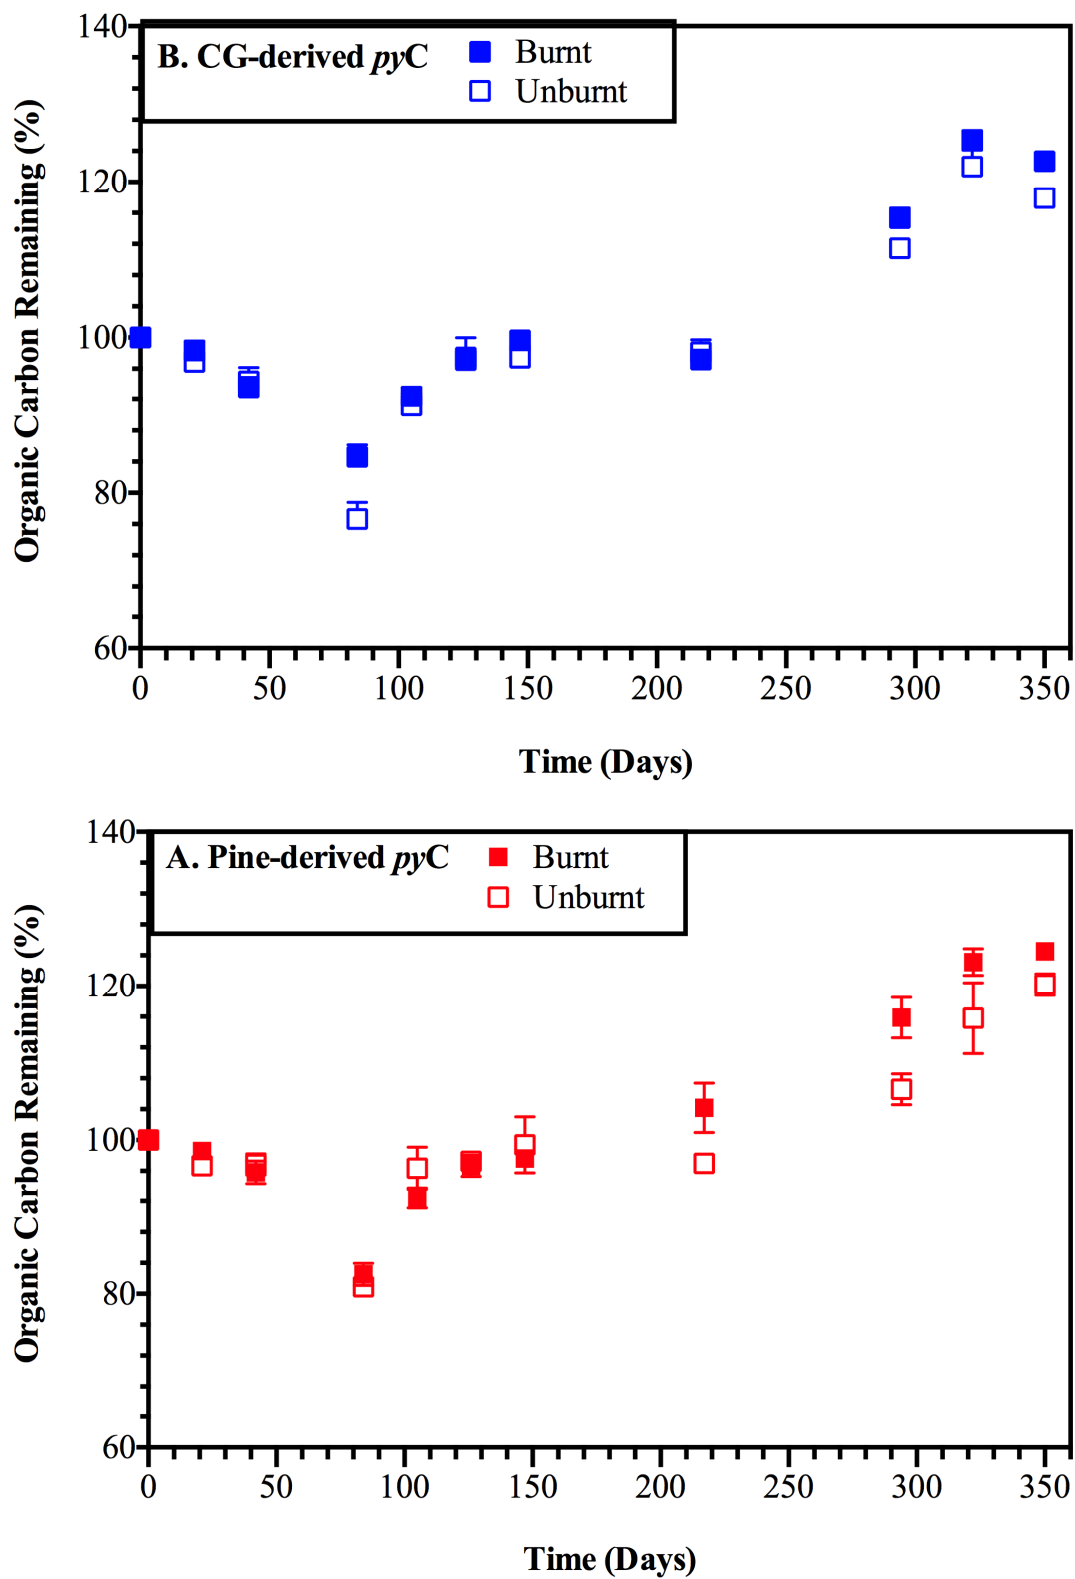 B. CG-derived pyC
Burnt
Unburnt
Organic Carbon Remaining (%)
140
120
100
80
60
0 50 100 150 200 250 300 350
Time (Days)
A. Pine-derived pyC
Burnt
Unburnt
Organic Carbon Remaining (%)
140
120
100
80
60
0 50 100 150 200 250 300 350
Time (Days)